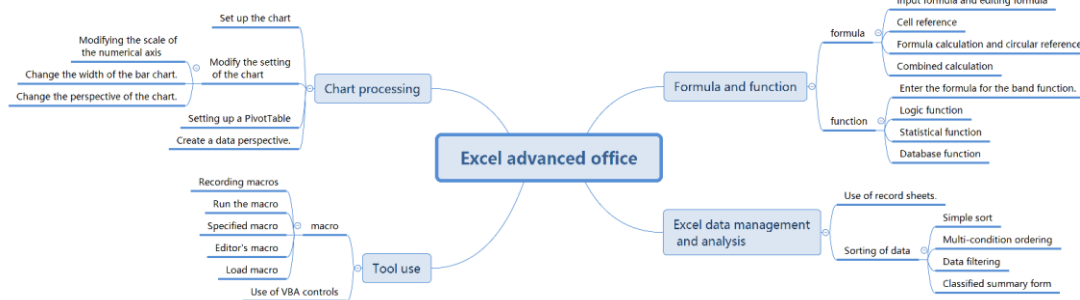 Excel advanced office
Formula and function
formula
Input formula and editing formula
Cell reference
Formula calculation and circular reference
Combined calculation
function
Enter the formula for the band function.
Logic function
Statistical function
Database function
Excel data management
and analysis
Use of record sheets.
Sorting of data
Simple sort
Multi-condition ordering
Data filtering
Classified summary form
Chart processing
Set up the chart
Modify the setting
of the chart
Modifying the scale of
the numerical axis
Change the width of the bar chart.
Change the perspective of the chart.
Setting up a PivotTable
Create a data perspective.
Tool use
macro
Recording macros
Run the macro
Specified macro
Editor's macro
Load macro
Use of VBA controls